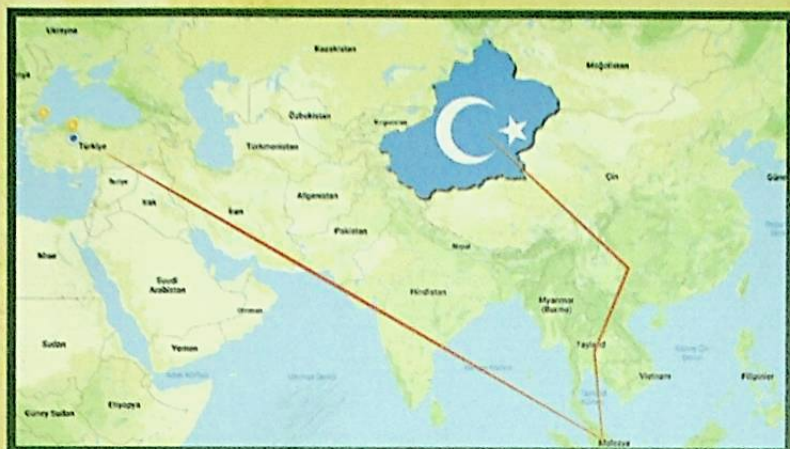 Ukrayna
Kazakistan
Moğolistan
Özbekistan
Kırgızistan
Türkiye
Türkmenistan
Çin
Suriye
Afganistan
Irak
İran
Pakistan
Nepal
Mısır
Suudi
Arabistan
Hindistan
Umman
Myanmar
(Burma)
Sudan
Yemen
Tayland
Vietnam
Filipinler
Etiyopya
Güney Sudan
Malezya